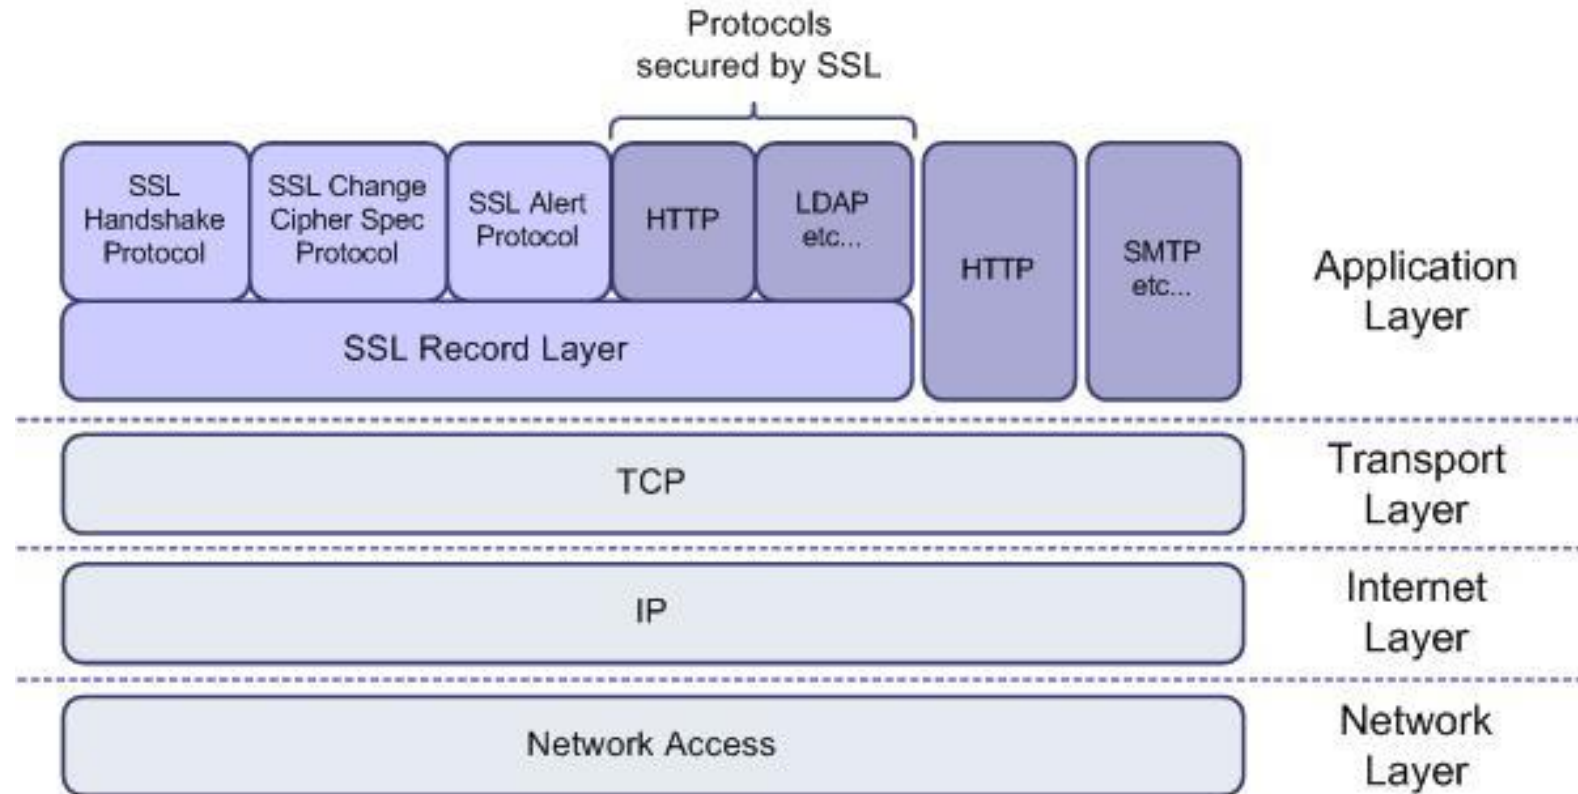 Protocols
secured by SSL
SSL
Handshake
Protocol
SSL Change
Cipher Spec
Protocol
SSL Alert
Protocol
HTTP
LDAP
etc...
HTTP
SMTP
etc...
Application
Layer
SSL Record Layer
TCP
Transport
Layer
IP
Internet
Layer
Network Access
Network
Layer